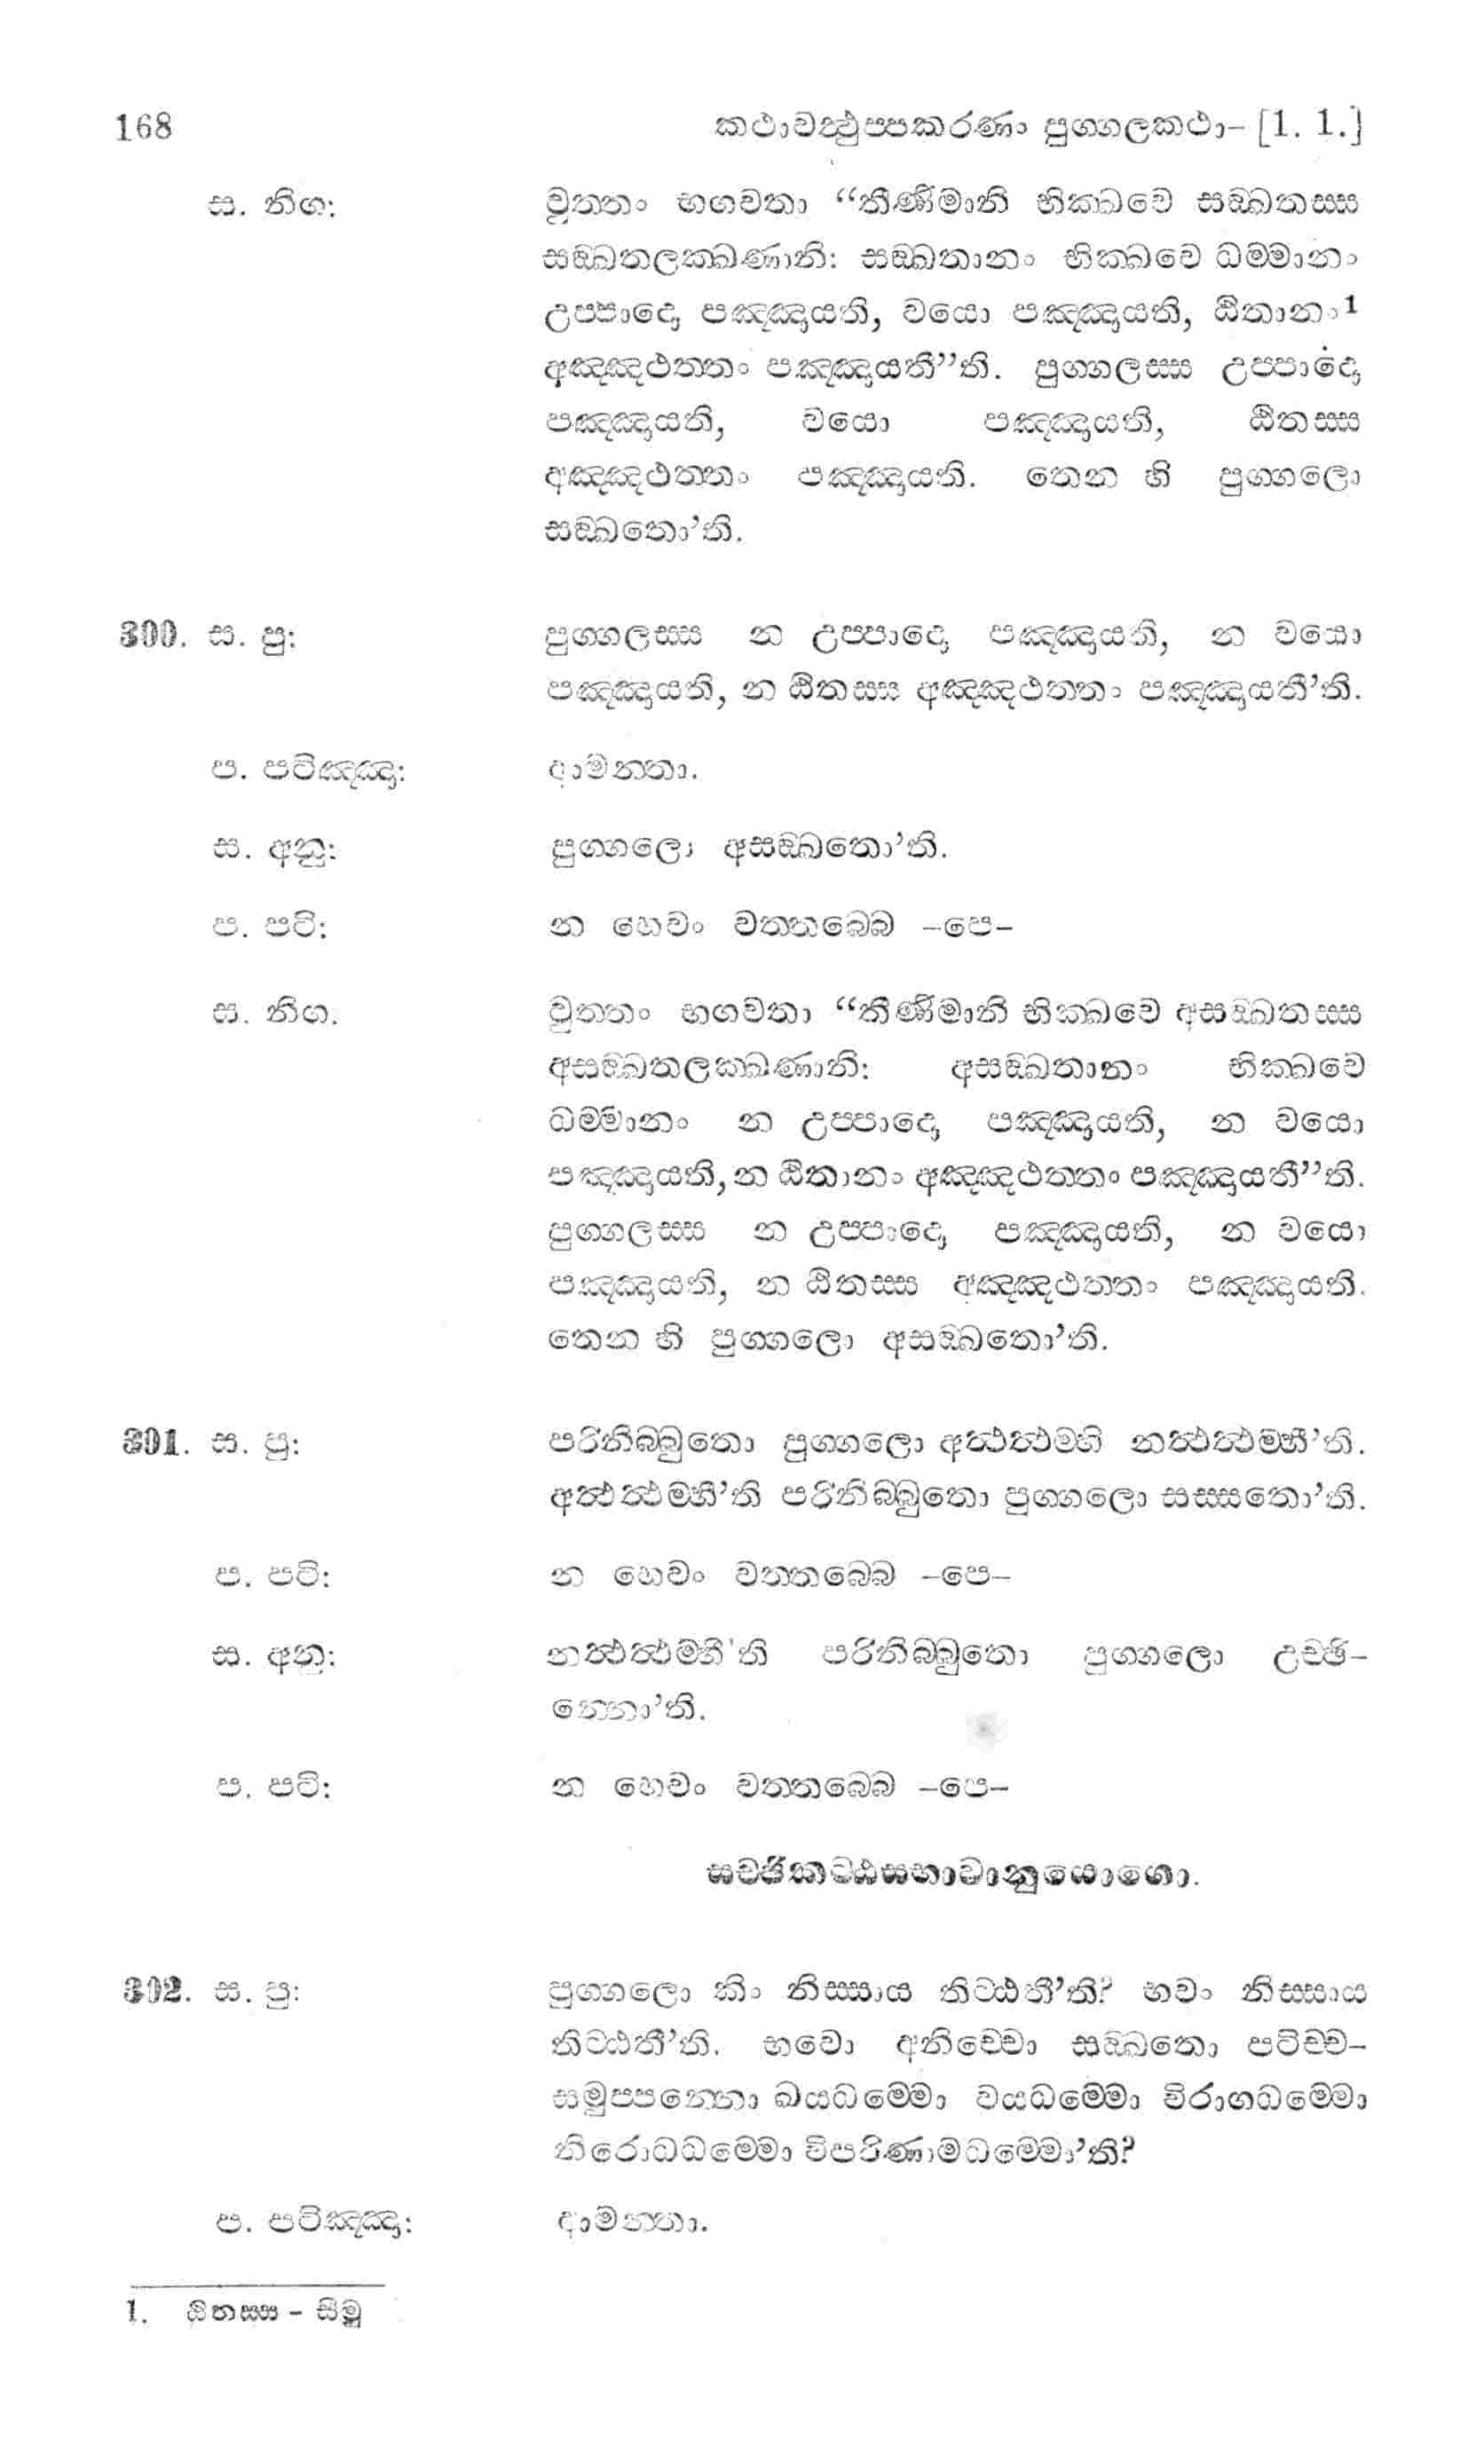 168 කථාවත්‍ථුප්පකරණං පුග්ගලකථා– [1. 1.]
ස. නිග: වුත්තං භගවතා “තීණිමානි භික්ඛවෙ සඞ්ඛතස්ස
සඞ්ඛතලක්ඛණානි: සඞ්ඛතානං භික්ඛවෙ ධම්මානං
උප්පාදො පඤ්ඤායති, වයො පඤ්ඤායති, ඨිතානං1
අඤ්ඤථත්තං පඤ්ඤායතී”ති. පුග්ගලස්ස උප්පාදො
පඤ්ඤායති, වයො පඤ්ඤායති, ඨිතස්ස
අඤ්ඤථත්තං පඤ්ඤායති. තෙන හි පුග්ගලො
සඞ්ඛතො’ති.
300. ස. පු: පුග්ගලස්ස න උප්පාදො පඤ්ඤායති, න වයො
පඤ්ඤායති, න ඨිතස්ස අඤ්ඤථත්තං පඤ්ඤායතී’ති.
ප. පටිඤ්ඤා: ආමන්තා.
ස. අනු: පුග්ගලො අසඞ්ඛතො’ති.
ප. පටි: න හෙවං වත්තබ්බෙ –පෙ–
ස. නිග. වුත්තං භගවතා “තීණිමානි භික්ඛවෙ අසඞ්ඛතස්ස
අසඞ්ඛතලක්ඛණානි: අසඞ්ඛතානං භික්ඛවෙ
ධම්මානං න උප්පාදො පඤ්ඤායති, න වයො
පඤ්ඤායති, න ඨිතානං අඤ්ඤථත්තං පඤ්ඤායතී”ති.
පුග්ගලස්ස න උප්පාදො පඤ්ඤායති, න වයො
පඤ්ඤායති, න ඨිතස්ස අඤ්ඤථත්තං පඤ්ඤායති.
තෙන හි පුග්ගලො අසඞ්ඛතො’ති.
301. ස. පු: පරිනිබ්බුතො පුග්ගලො අත්‍ථත්‍ථම්හි නත්‍ථත්‍ථම්හී’ති.
අත්‍ථත්‍ථම්හී’ති පරිනිබ්බුතො පුග්ගලො සස්සතො’ති.
ප. පටි: න හෙවං වත්තබ්බෙ –පෙ–
ස. අනු: නත්‍ථත්‍ථම්හී’ති පරිනිබ්බුතො පුග්ගලො උච්ඡි–
න්නො’ති.
ප. පටි: න හෙවං වත්තබ්බෙ –පෙ–
සච්ඡිකට්ඨසභාවානුයොගො.
302. ස. පු: පුග්ගලො කිං නිස්සාය තිට්ඨතී’ති? භවං නිස්සාය
තිට්ඨතී’ති. භවො අනිච්චො සඞ්ඛතො පටිච්ච–
සමුප්පන්නො ඛයධම්මො වයධම්මො විරාගධම්මො
නිරොධධම්මො විපරිණාමධම්මො’ති?
ප. පටිඤ්ඤා: ආමන්තා.
1. ඨිතස්ස – සීමු